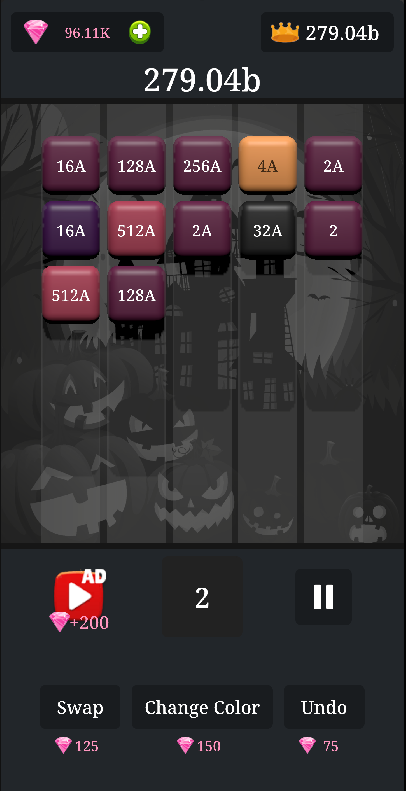 96.11K 279.04b
279.04b
16A 128A 256A 4A 2A
16A 512A 2A 32A 2
512A 128A
AD
+200
2
Swap Change Color Undo
125 150 75